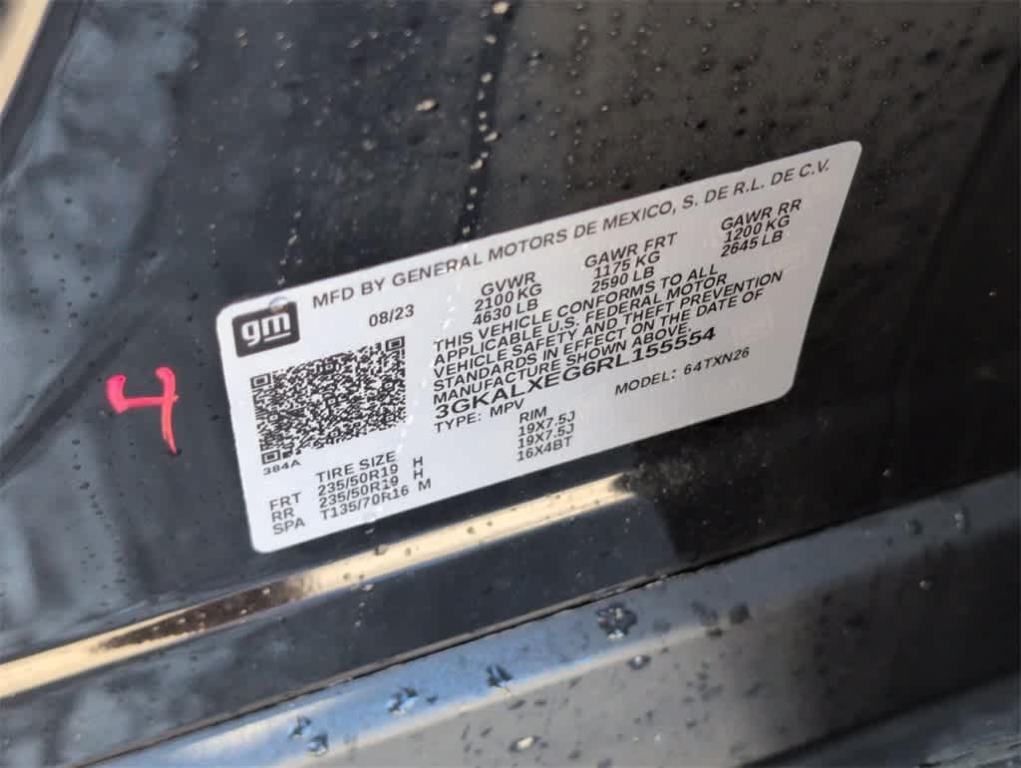 MFD BY GENERAL MOTORS DE MEXICO, S. DE R.L. DE C.V.
gm
08/23
GVWR
2100 KG
4630 LB
GAWR FRT
1175 KG
2590 LB
GAWR RR
1200 KG
2645 LB
THIS VEHICLE CONFORMS TO ALL
APPLICABLE U.S. FEDERAL MOTOR
VEHICLE SAFETY AND THEFT PREVENTION
STANDARDS IN EFFECT ON THE DATE OF
MANUFACTURE SHOWN ABOVE.
3GKALXEG6RL155554
TYPE: MPV
MODEL: 64TXN26
384A
TIRE SIZE RIM
FRT 235/50R19 H 19X7.5J
RR 235/50R19 H 19X7.5J
SPA T135/70R16 M 16X4BT
4